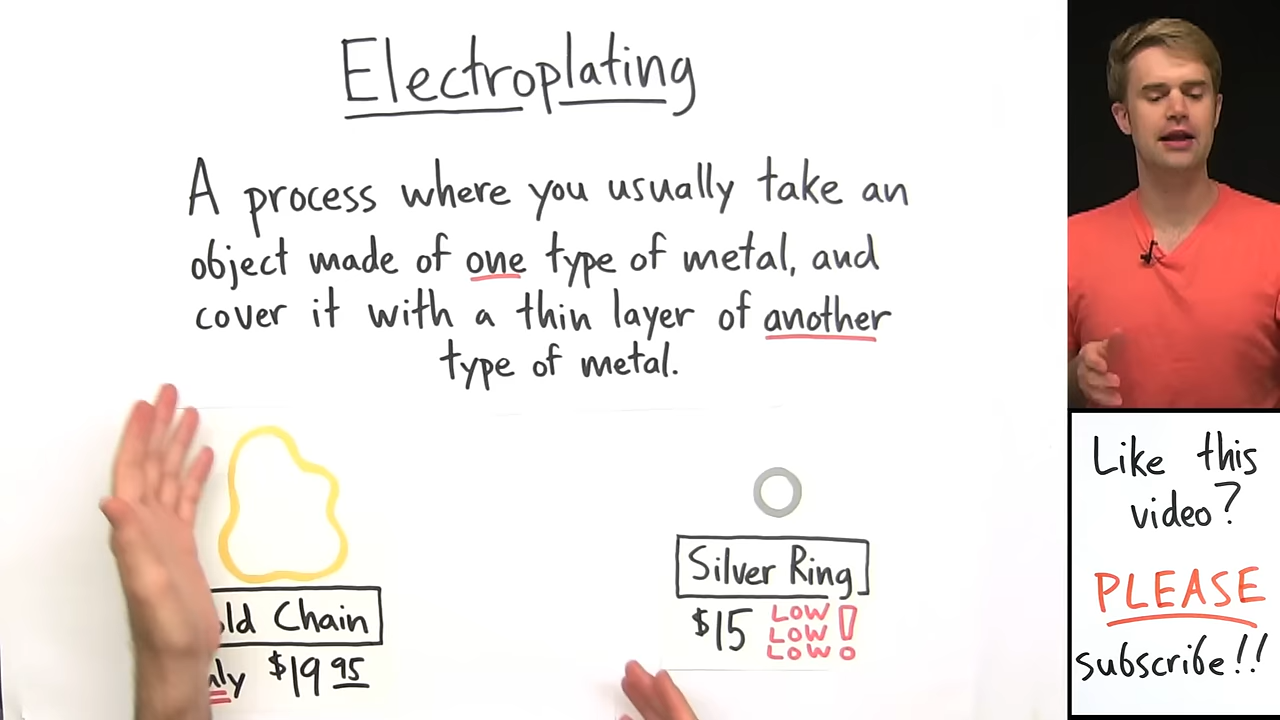 Electroplating
A process where you usually take an
object made of one type of metal, and
cover it with a thin layer of another
type of metal.
Chain
$19.95
Silver Ring
$15 LOW LOW LOW!
Like this
video?
PLEASE
subscribe!!